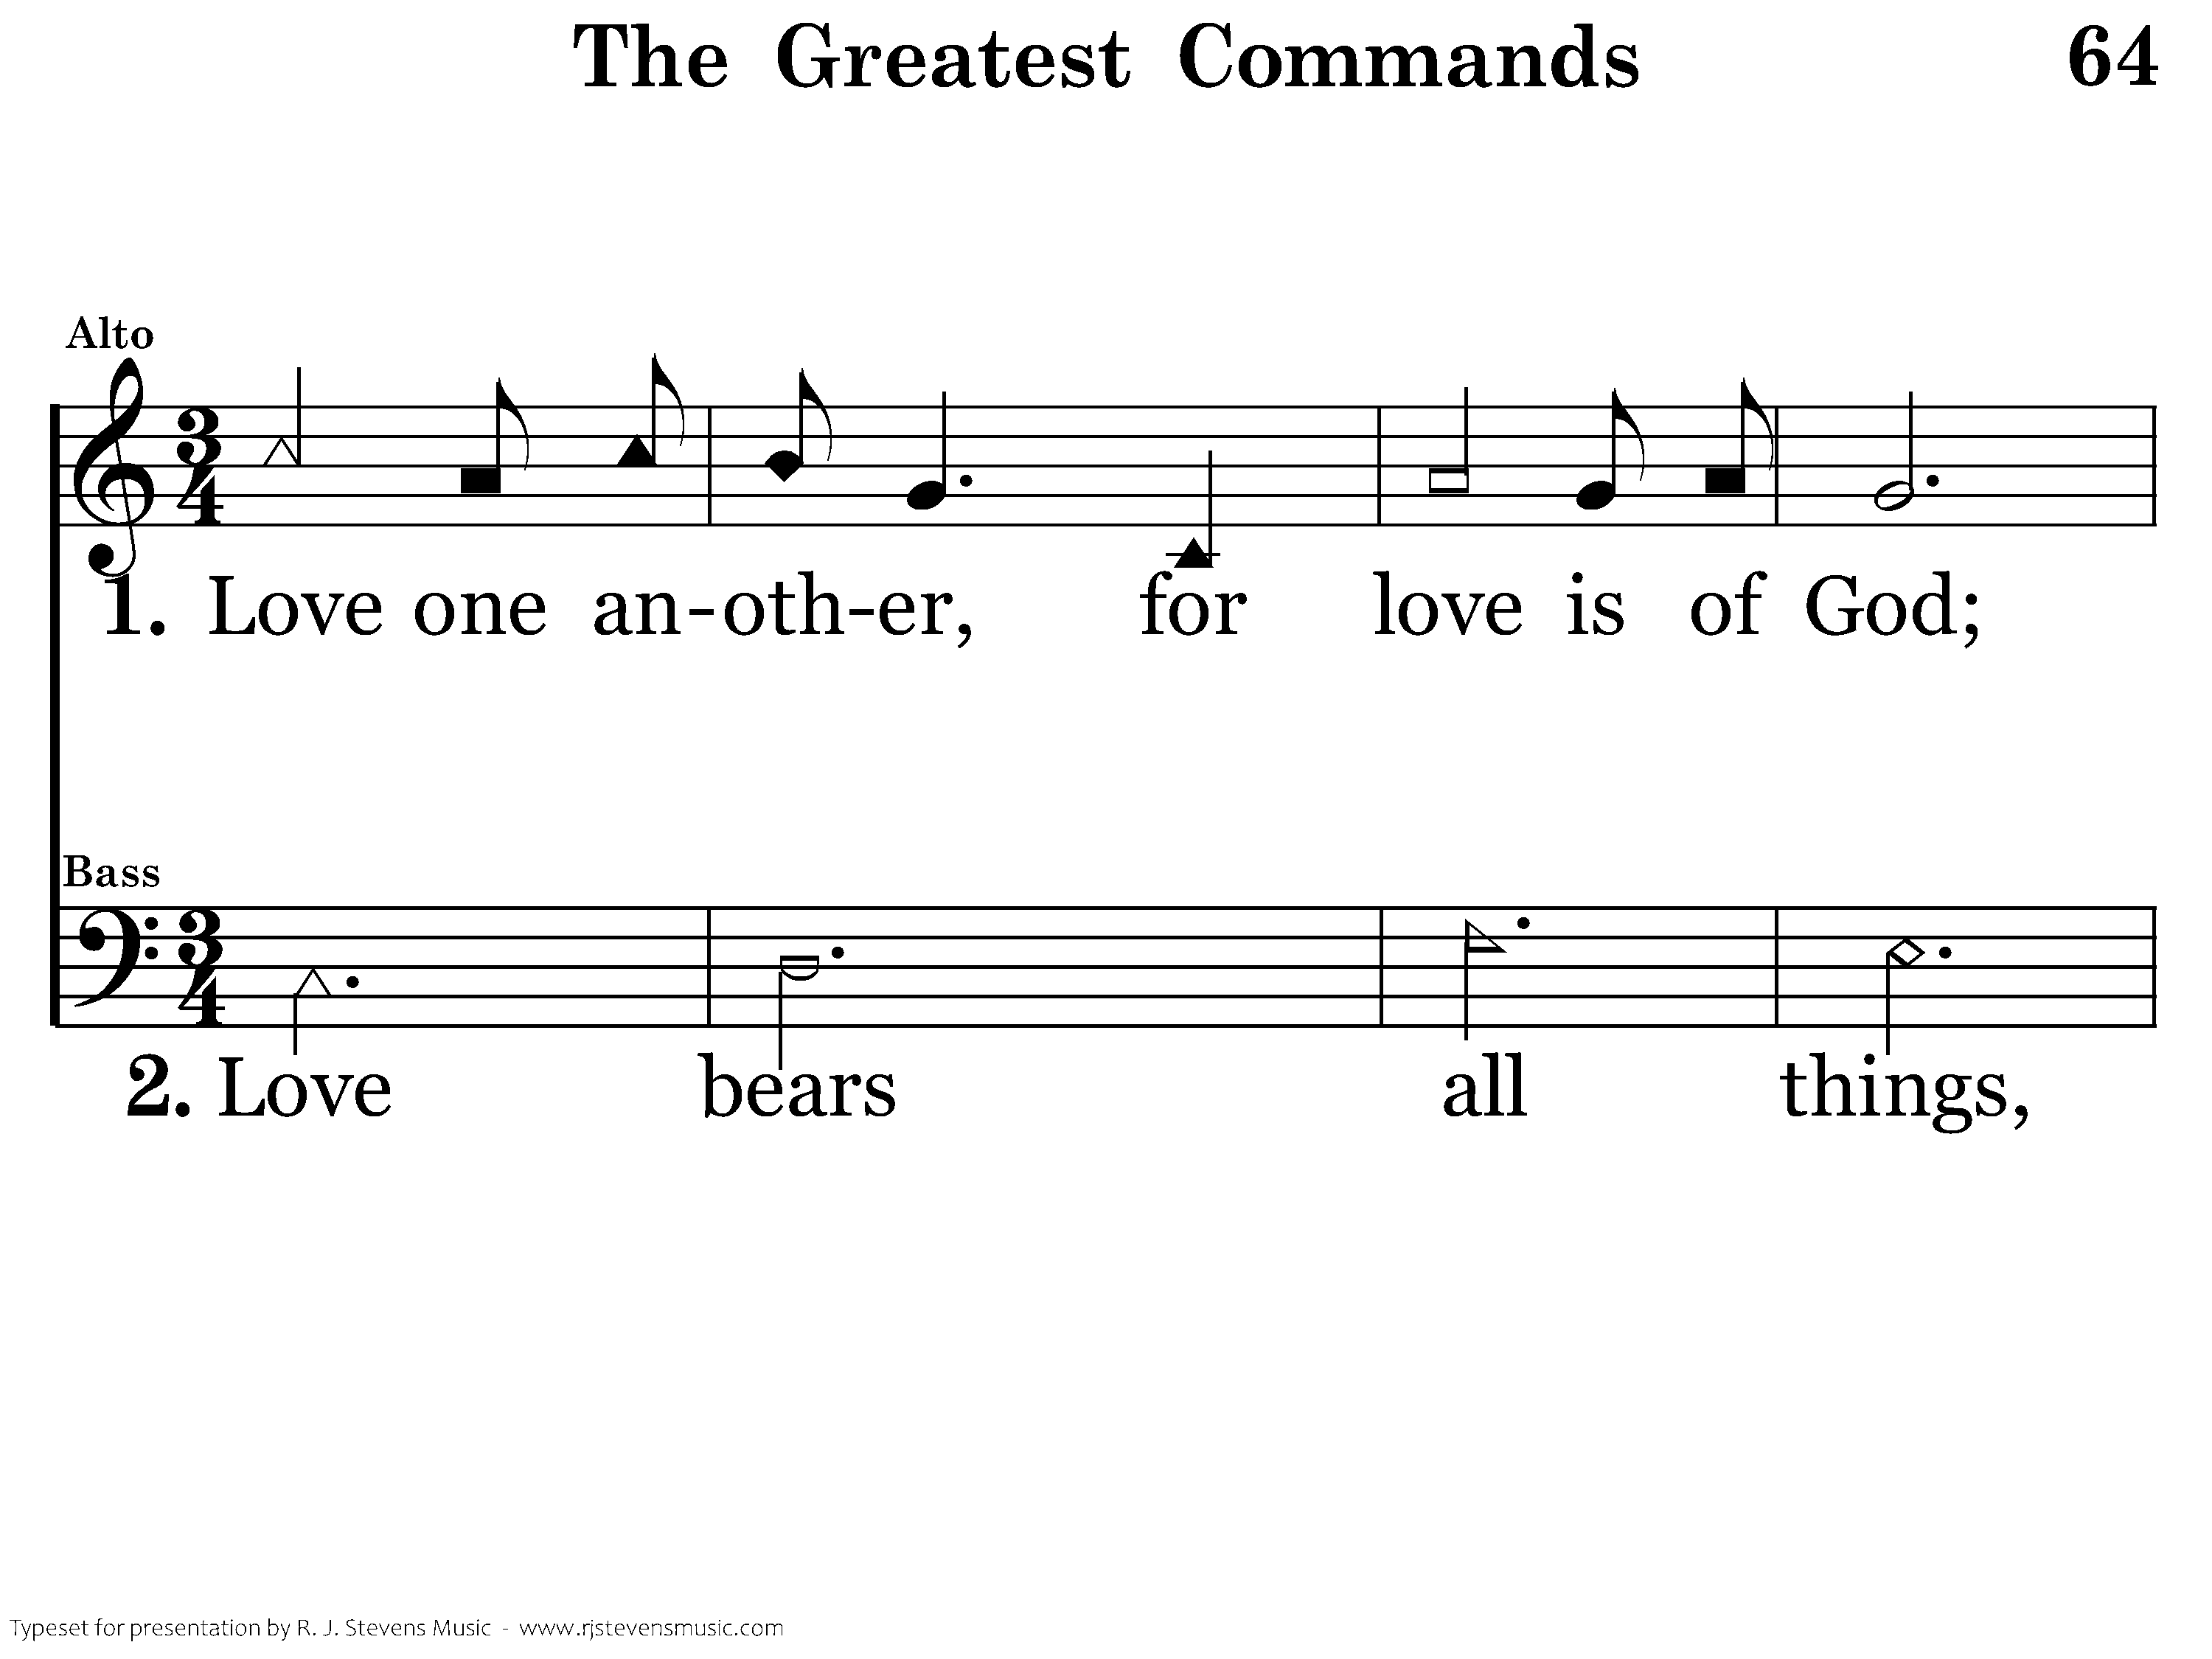 The Greatest Commands 64
Alto
1. Love one an-oth-er, for love is of God;
Bass
2. Love bears all things,
Typeset for presentation by R. J. Stevens Music - www.rjstevensmusic.com